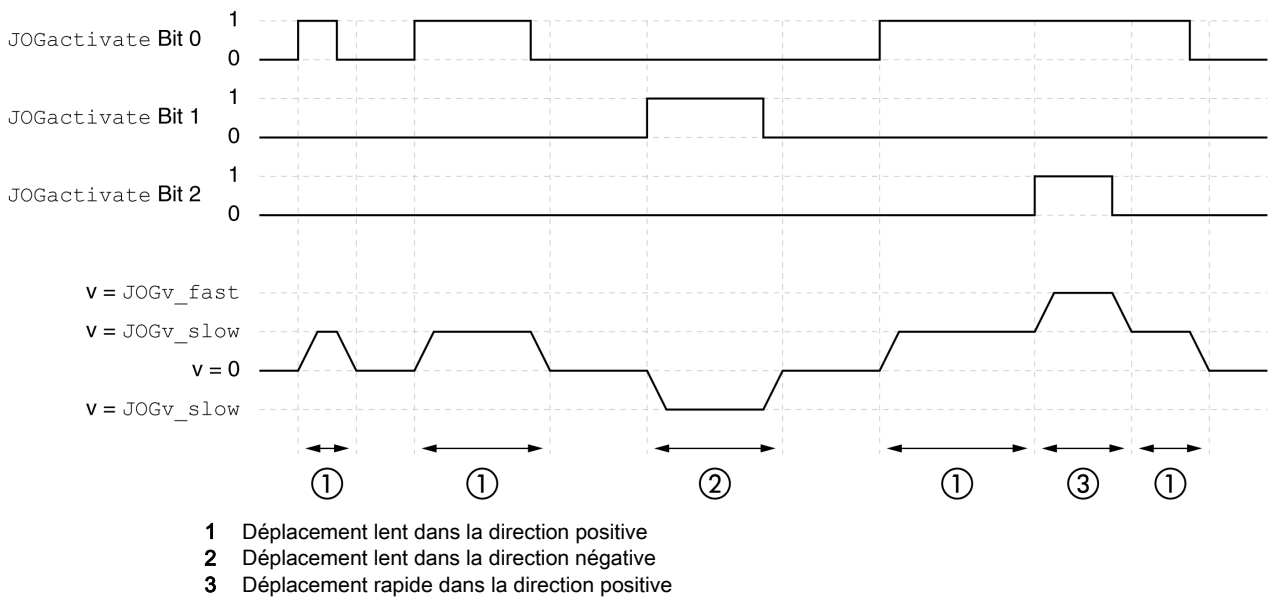 1
JOGactivate Bit 0
0
1
JOGactivate Bit 1
0
1
JOGactivate Bit 2
0
v = JOGv_fast
v = JOGv_slow
v = 0
v = JOGv_slow
① ① ② ① ③ ①
1 Déplacement lent dans la direction positive
2 Déplacement lent dans la direction négative
3 Déplacement rapide dans la direction positive